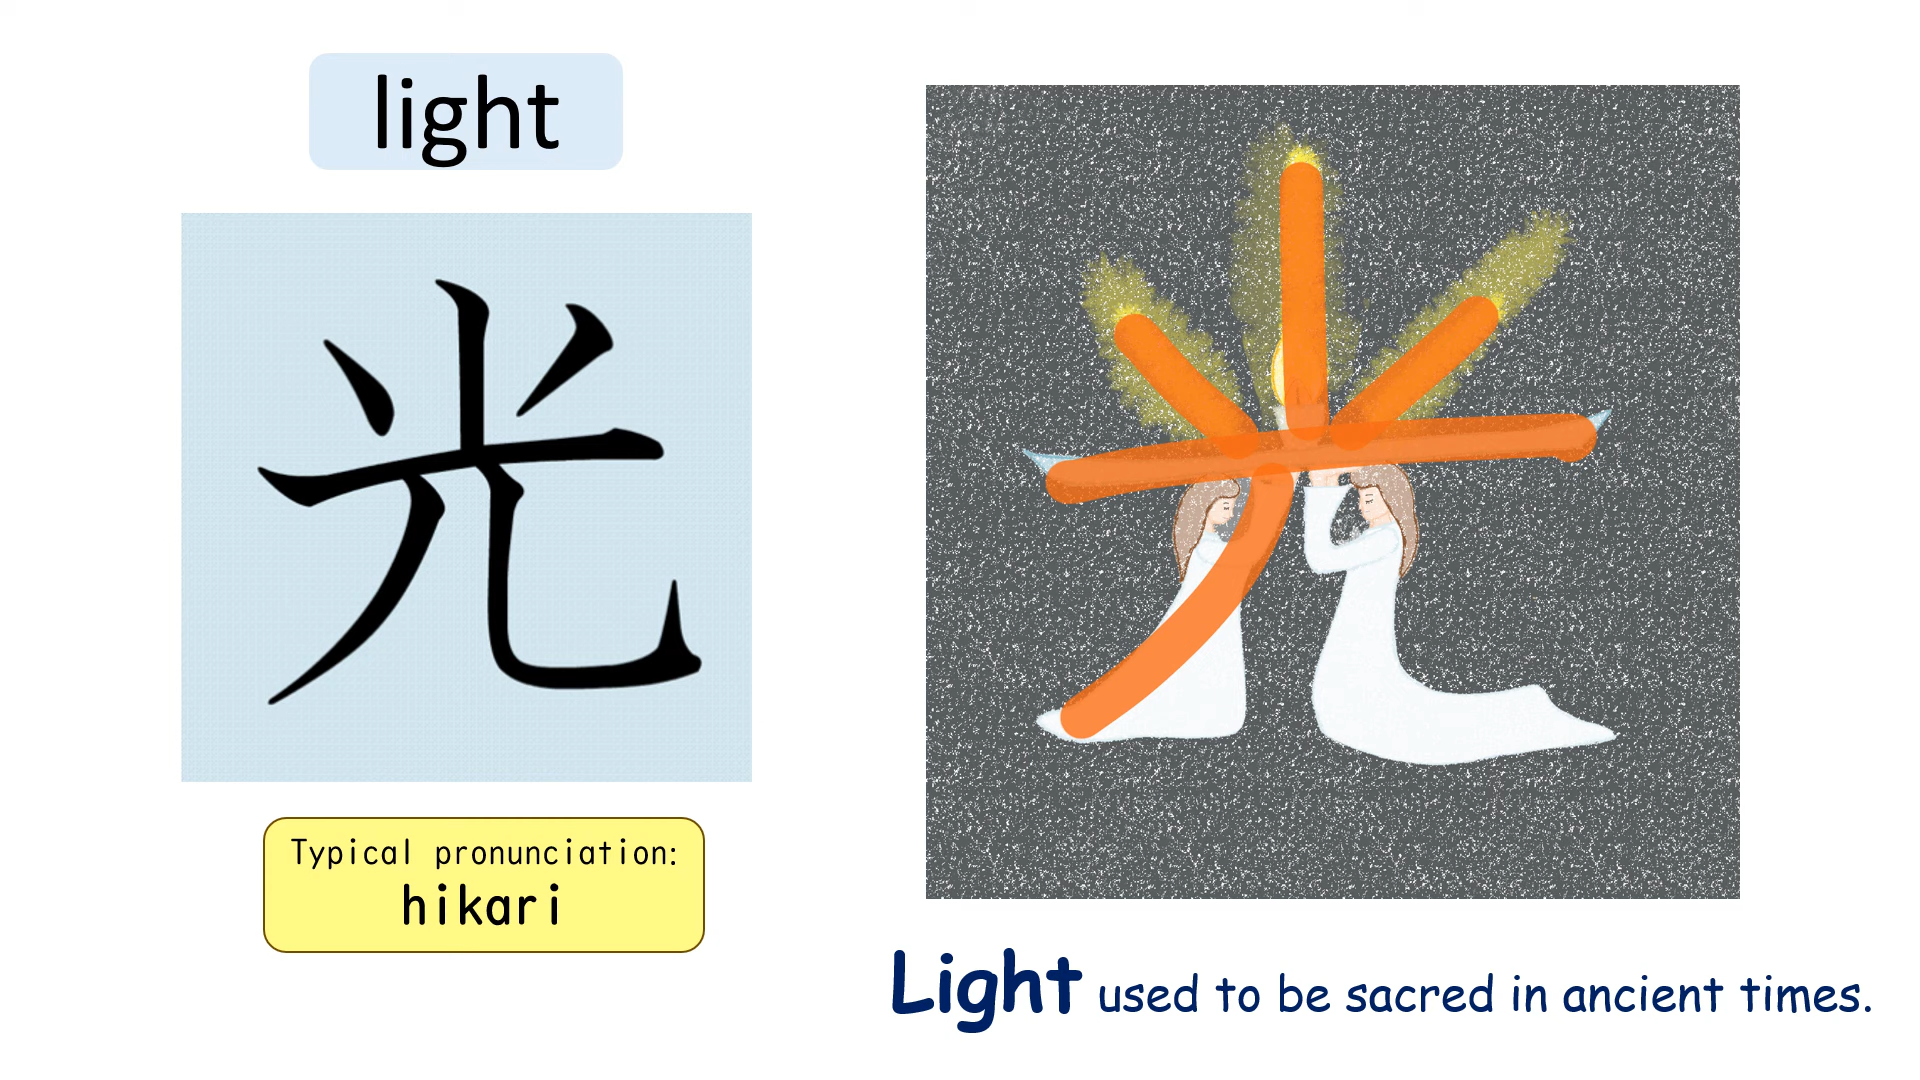 light
光
Typical pronunciation:
hikari
Light used to be sacred in ancient times.